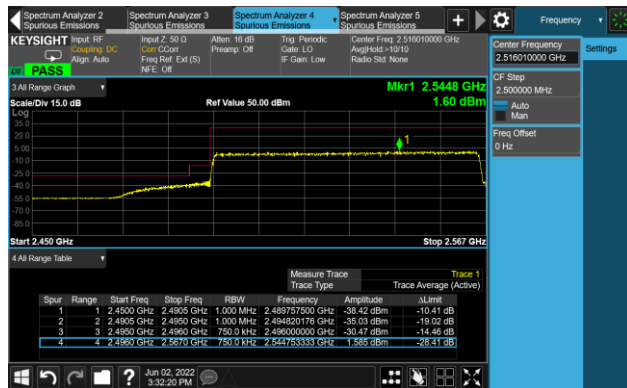 Spectrum Analyzer 2
Spurious Emissions
Spectrum Analyzer 3
Spurious Emissions
Spectrum Analyzer 4
Spurious Emissions
Spectrum Analyzer 5
Spurious Emissions
Frequency
KEYSIGHT
Input: RF
Coupling: DC
Align: Auto
Input Z: 50 Ω
Corr CCorr
Freq Ref: Ext (S)
NFE: Off
Atten: 16 dB
Preamp: Off
Trig: Periodic
Gate: LO
IF Gain: Low
Center Freq: 2.516010000 GHz
Avg|Hold:>10/10
Radio Std: None
PASS
Center Frequency
2.516010000 GHz
Settings
CF Step
2.500000 MHz
Auto
Man
Freq Offset
0 Hz
3 All Range Graph
Mkr1 2.5448 GHz
Scale/Div 15.0 dB
Ref Value 50.00 dBm
1.60 dBm
Log
35.0
20.0
5.00
-10.0
-25.0
-40.0
-55.0
-70.0
-85.0
1
Start 2.450 GHz
Stop 2.567 GHz
4 All Range Table
Measure Trace Trace 1
Trace Type Trace Average (Active)
Spur Range Start Freq Stop Freq RBW Frequency Amplitude ΔLimit
1 1 2.4500 GHz 2.4905 GHz 1.000 MHz 2.489757500 GHz -38.42 dBm -10.41 dB
2 2 2.4905 GHz 2.4950 GHz 1.000 MHz 2.494820176 GHz -35.03 dBm -19.02 dB
3 3 2.4950 GHz 2.4960 GHz 750.0 kHz 2.496000000 GHz -30.47 dBm -14.46 dB
4 4 2.4960 GHz 2.5670 GHz 750.0 kHz 2.544753333 GHz 1.585 dBm -28.41 dB
Jun 02, 2022
3:32:20 PM